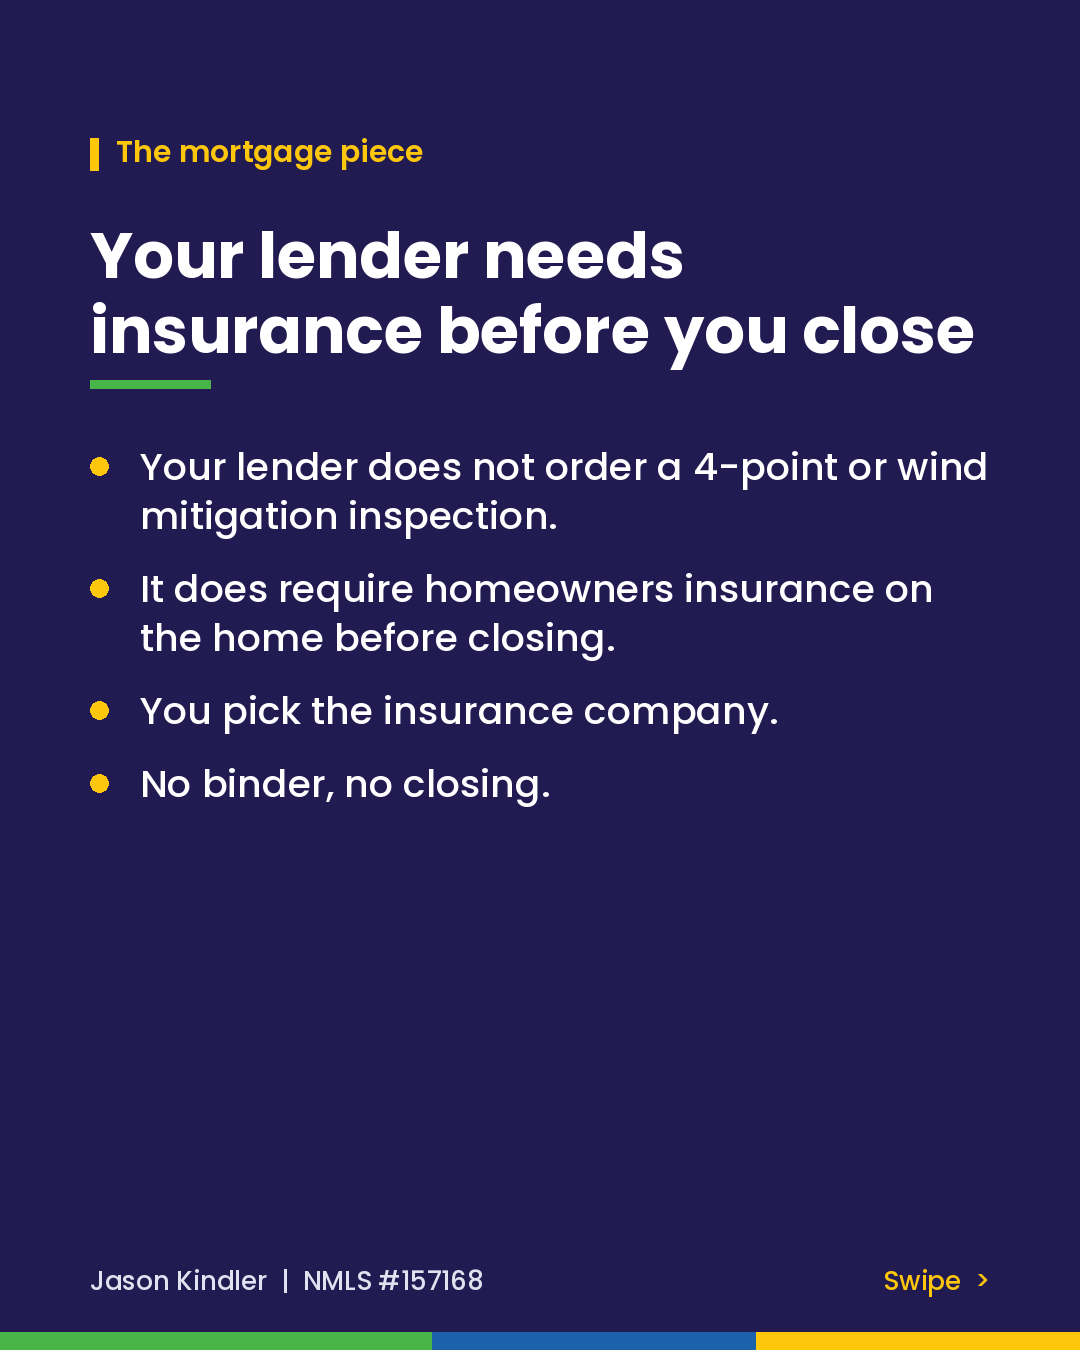 The mortgage piece
Your lender needs
insurance before you close
Your lender does not order a 4-point or wind
mitigation inspection.
It does require homeowners insurance on
the home before closing.
You pick the insurance company.
No binder, no closing.
Jason Kindler | NMLS #157168
Swipe >